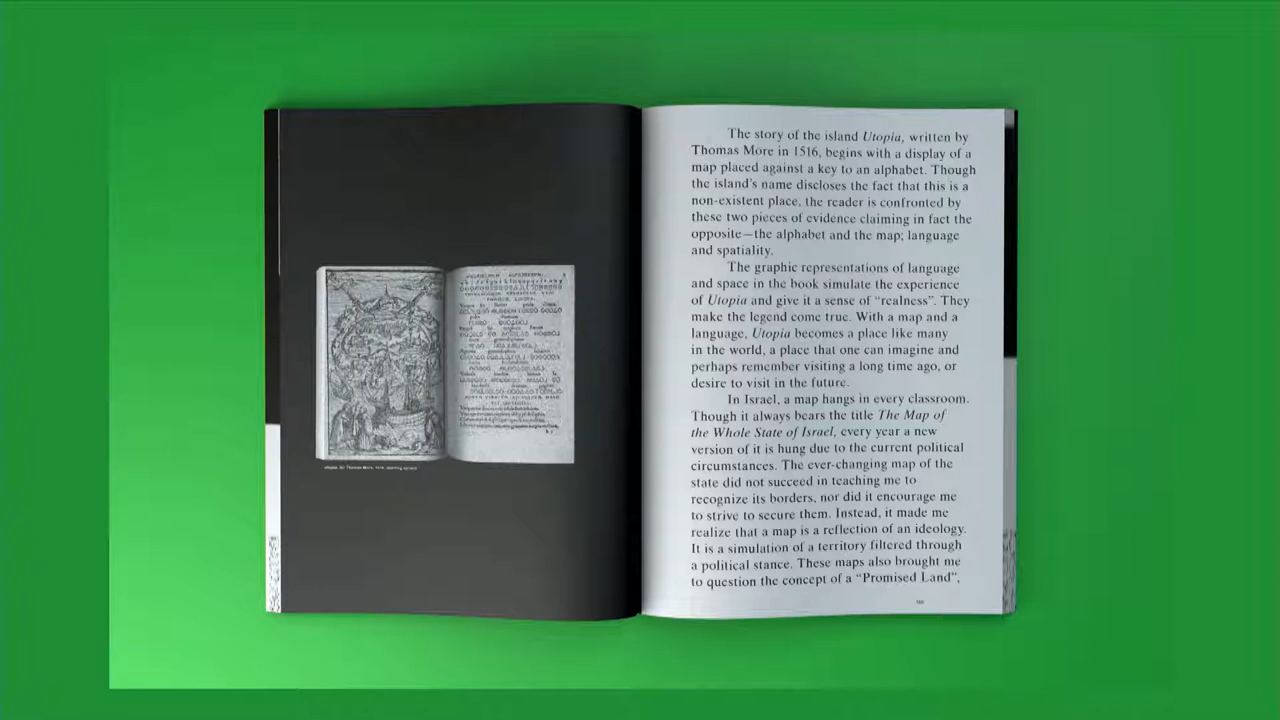 The story of the island Utopia, written by
Thomas More in 1516, begins with a display of a
map placed against a key to an alphabet. Though
the island's name discloses the fact that this is a
non-existent place, the reader is confronted by
these two pieces of evidence claiming in fact the
opposite—the alphabet and the map; language
and spatiality.
The graphic representations of language
and space in the book simulate the experience
of Utopia and give it a sense of “realness”. They
make the legend come true. With a map and a
language, Utopia becomes a place like many
in the world, a place that one can imagine and
perhaps remember visiting a long time ago, or
desire to visit in the future.
In Israel, a map hangs in every classroom.
Though it always bears the title The Map of
the Whole State of Israel, every year a new
version of it is hung due to the current political
circumstances. The ever-changing map of the
state did not succeed in teaching me to
recognize its borders, nor did it encourage me
to strive to secure them. Instead, it made me
realize that a map is a reflection of an ideology.
It is a simulation of a territory filtered through
a political stance. These maps also brought me
to question the concept of a “Promised Land”,